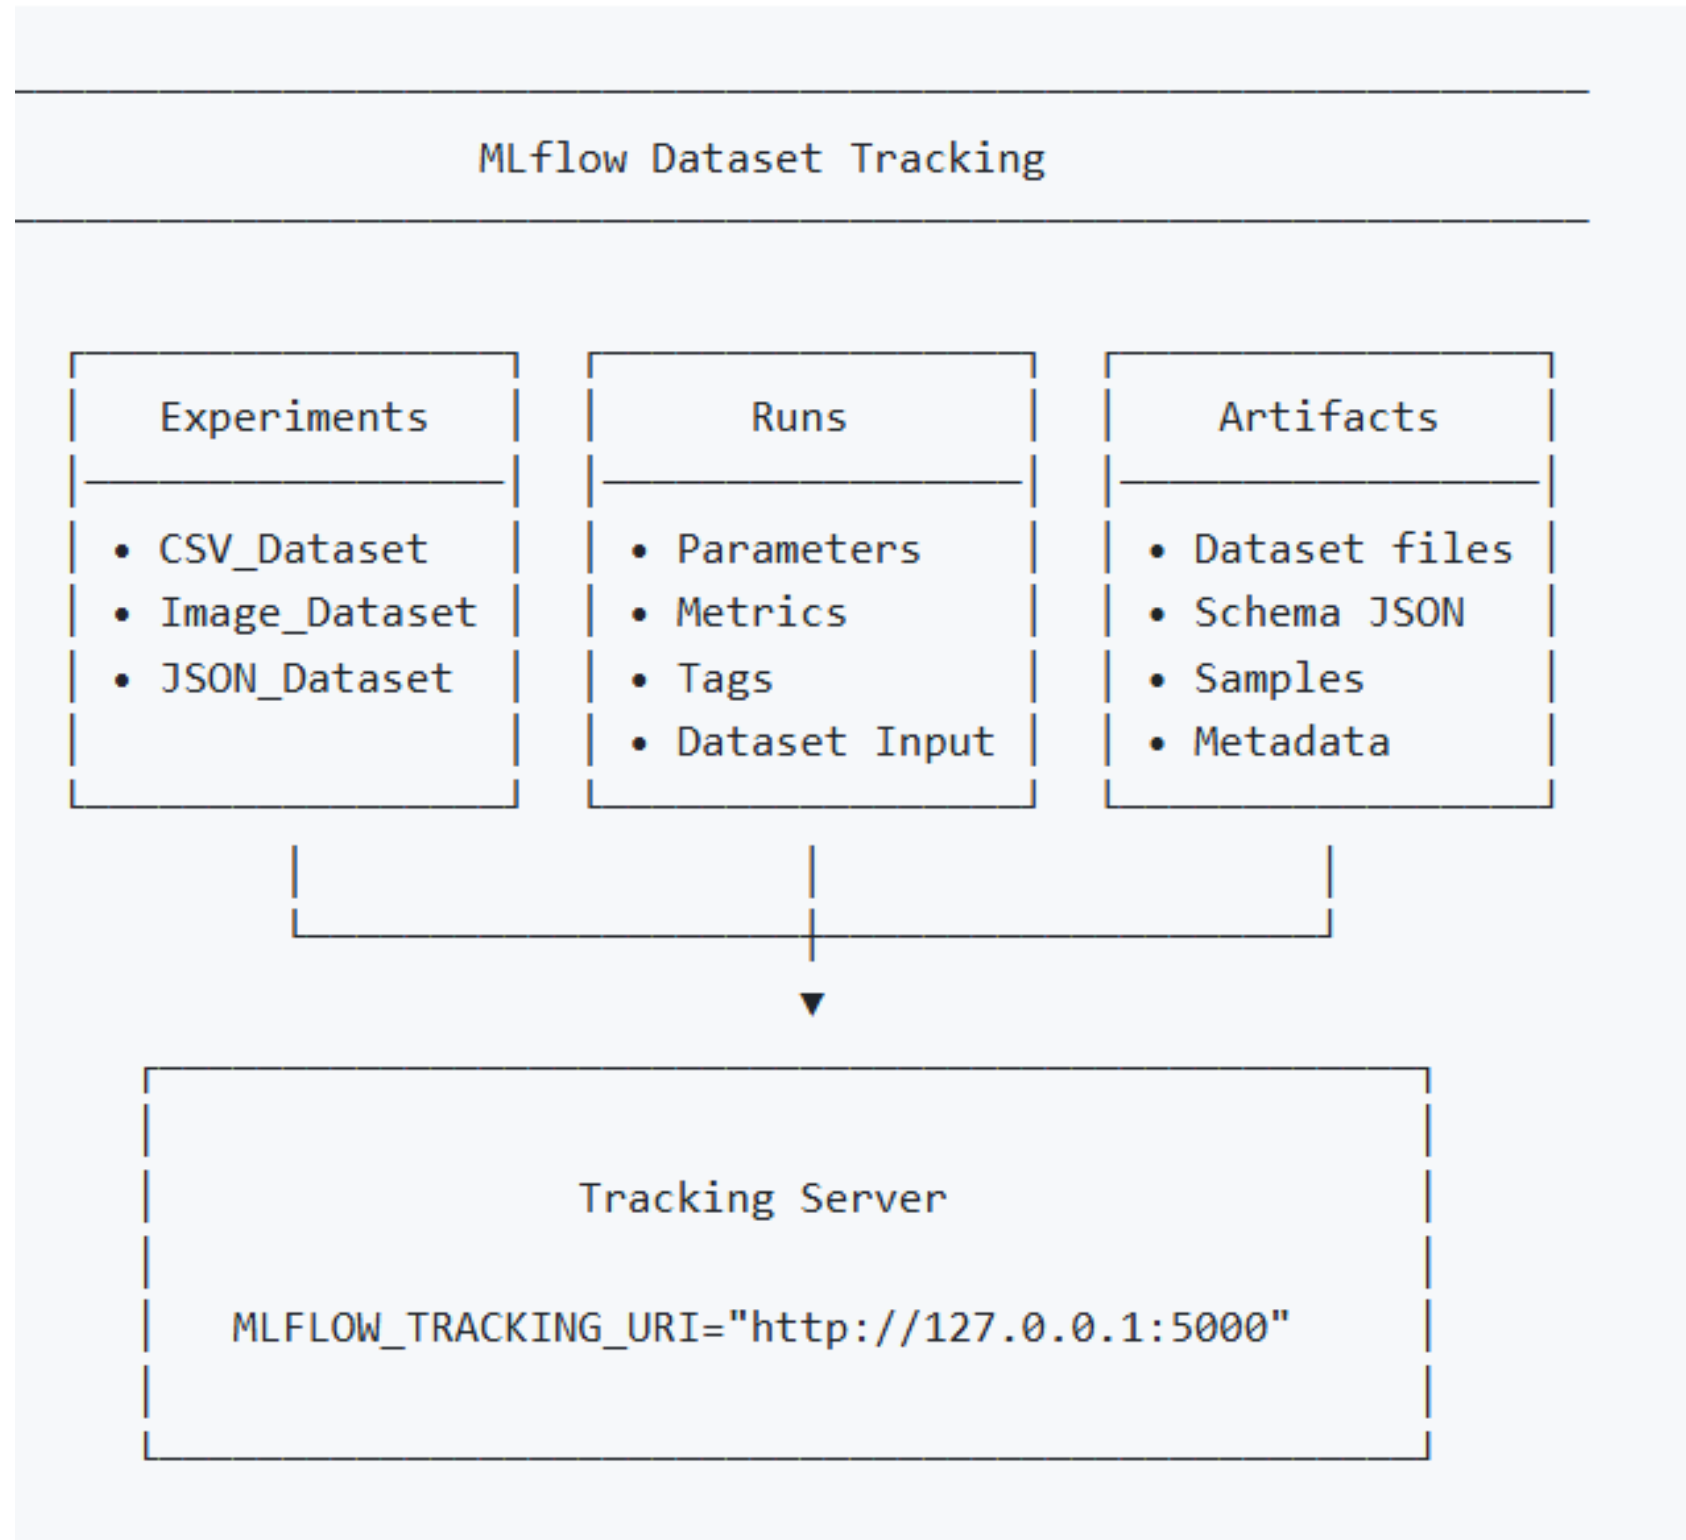 MLflow Dataset Tracking
Experiments
• CSV_Dataset
• Image_Dataset
• JSON_Dataset
Runs
• Parameters
• Metrics
• Tags
• Dataset Input
Artifacts
• Dataset files
• Schema JSON
• Samples
• Metadata
Tracking Server
MLFLOW_TRACKING_URI="http://127.0.0.1:5000"